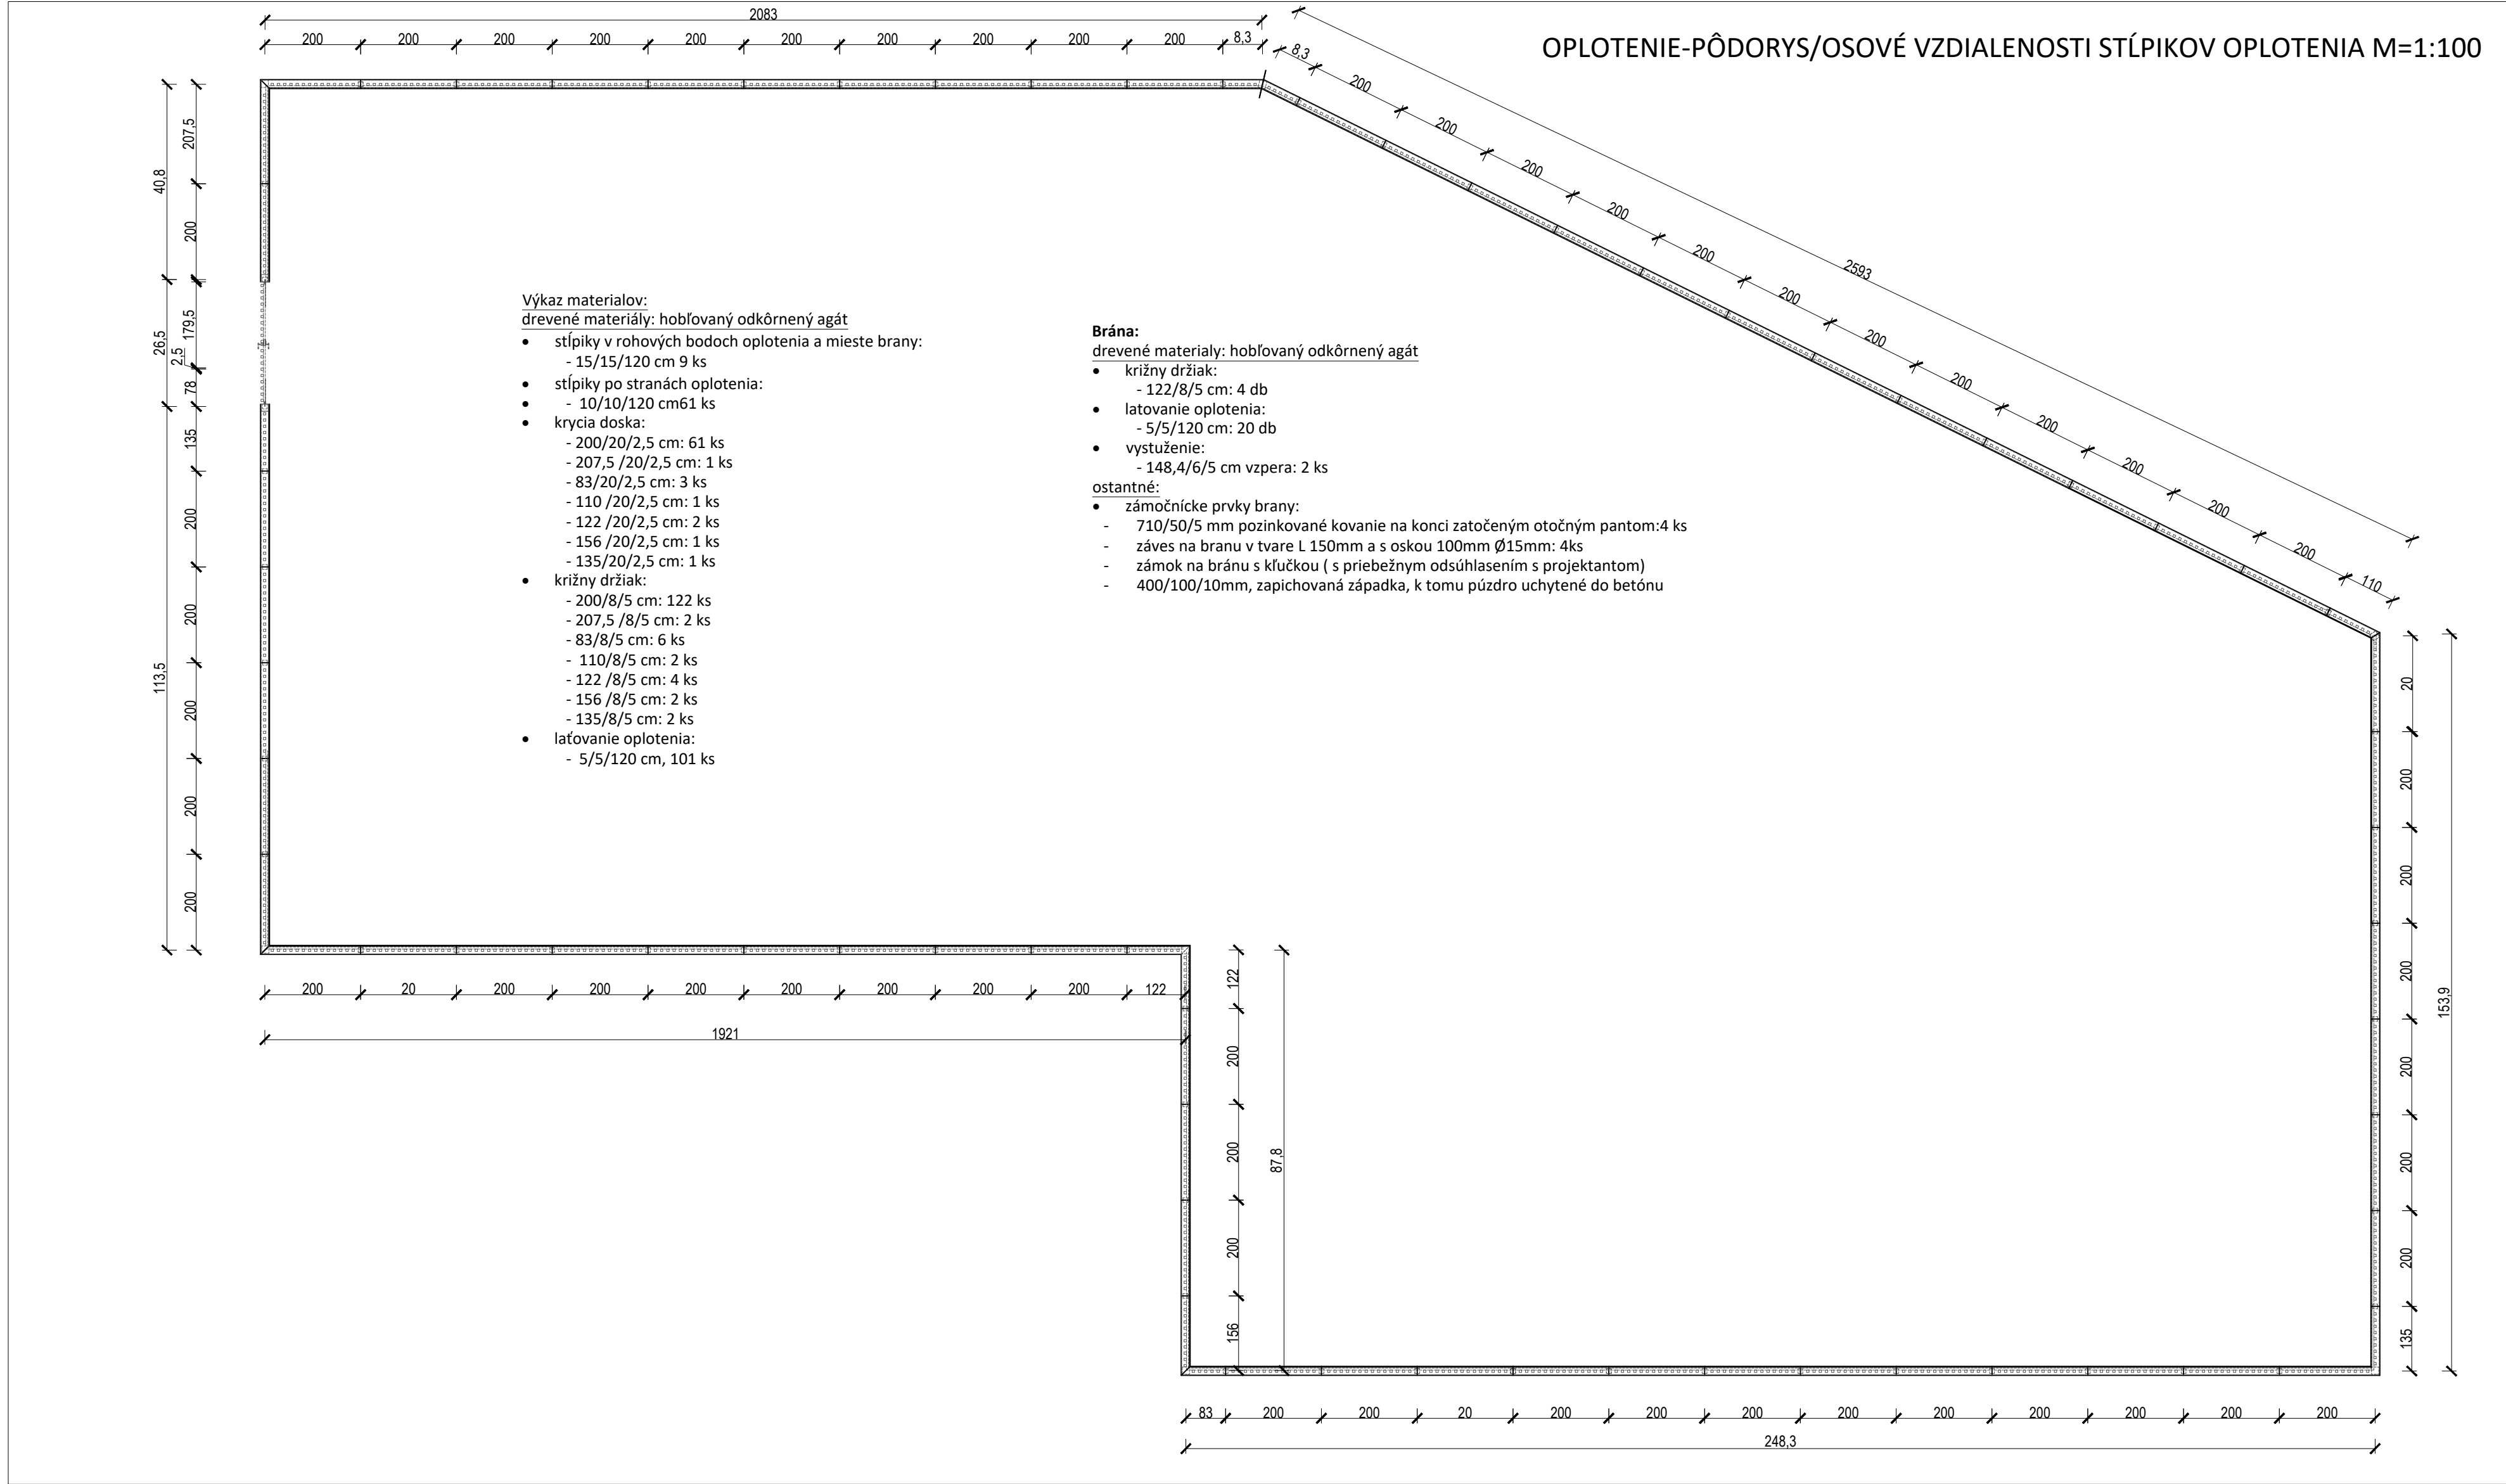 OPLOTENIE-PÔDORYS/OSOVÉ VZDIALENOSTI STĹPIKOV OPLOTENIA M=1:100
2083
200 200 200 200 200 200 200 200 200 200 8,3
8,3 200 200 200 200 200 200 200 200 200 200 200 200 110
2593
207,5
200
179,5
2,5
78
135
200
200
200
200
200
40,8
26,5
113,5
Výkaz materialov:
drevené materiály: hobľovaný odkôrnený agát
• stĺpiky v rohových bodoch oplotenia a mieste brany:
- 15/15/120 cm 9 ks
• stĺpiky po stranách oplotenia:
• - 10/10/120 cm61 ks
• krycia doska:
- 200/20/2,5 cm: 61 ks
- 207,5 /20/2,5 cm: 1 ks
- 83/20/2,5 cm: 3 ks
- 110 /20/2,5 cm: 1 ks
- 122 /20/2,5 cm: 2 ks
- 156 /20/2,5 cm: 1 ks
- 135/20/2,5 cm: 1 ks
• križny držiak:
- 200/8/5 cm: 122 ks
- 207,5 /8/5 cm: 2 ks
- 83/8/5 cm: 6 ks
- 110/8/5 cm: 2 ks
- 122 /8/5 cm: 4 ks
- 156 /8/5 cm: 2 ks
- 135/8/5 cm: 2 ks
• laťovanie oplotenia:
- 5/5/120 cm, 101 ks
Brána:
drevené materialy: hobľovaný odkôrnený agát
• križny držiak:
- 122/8/5 cm: 4 db
• latovanie oplotenia:
- 5/5/120 cm: 20 db
• vystuženie:
- 148,4/6/5 cm vzpera: 2 ks
ostantné:
• zámočnícke prvky brany:
- 710/50/5 mm pozinkované kovanie na konci zatočeným otočným pantom:4 ks
- záves na branu v tvare L 150mm a s oskou 100mm Ø15mm: 4ks
- zámok na bránu s kľučkou ( s priebežnym odsúhlasením s projektantom)
- 400/100/10mm, zapichovaná západka, k tomu púzdro uchytené do betónu
20
200
200
200
200
200
200
135
153,9
200 20 200 200 200 200 200 200 200 122
1921
122
200
200
200
156
87,8
83 200 200 20 200 200 200 200 200 200 200 200 200
248,3